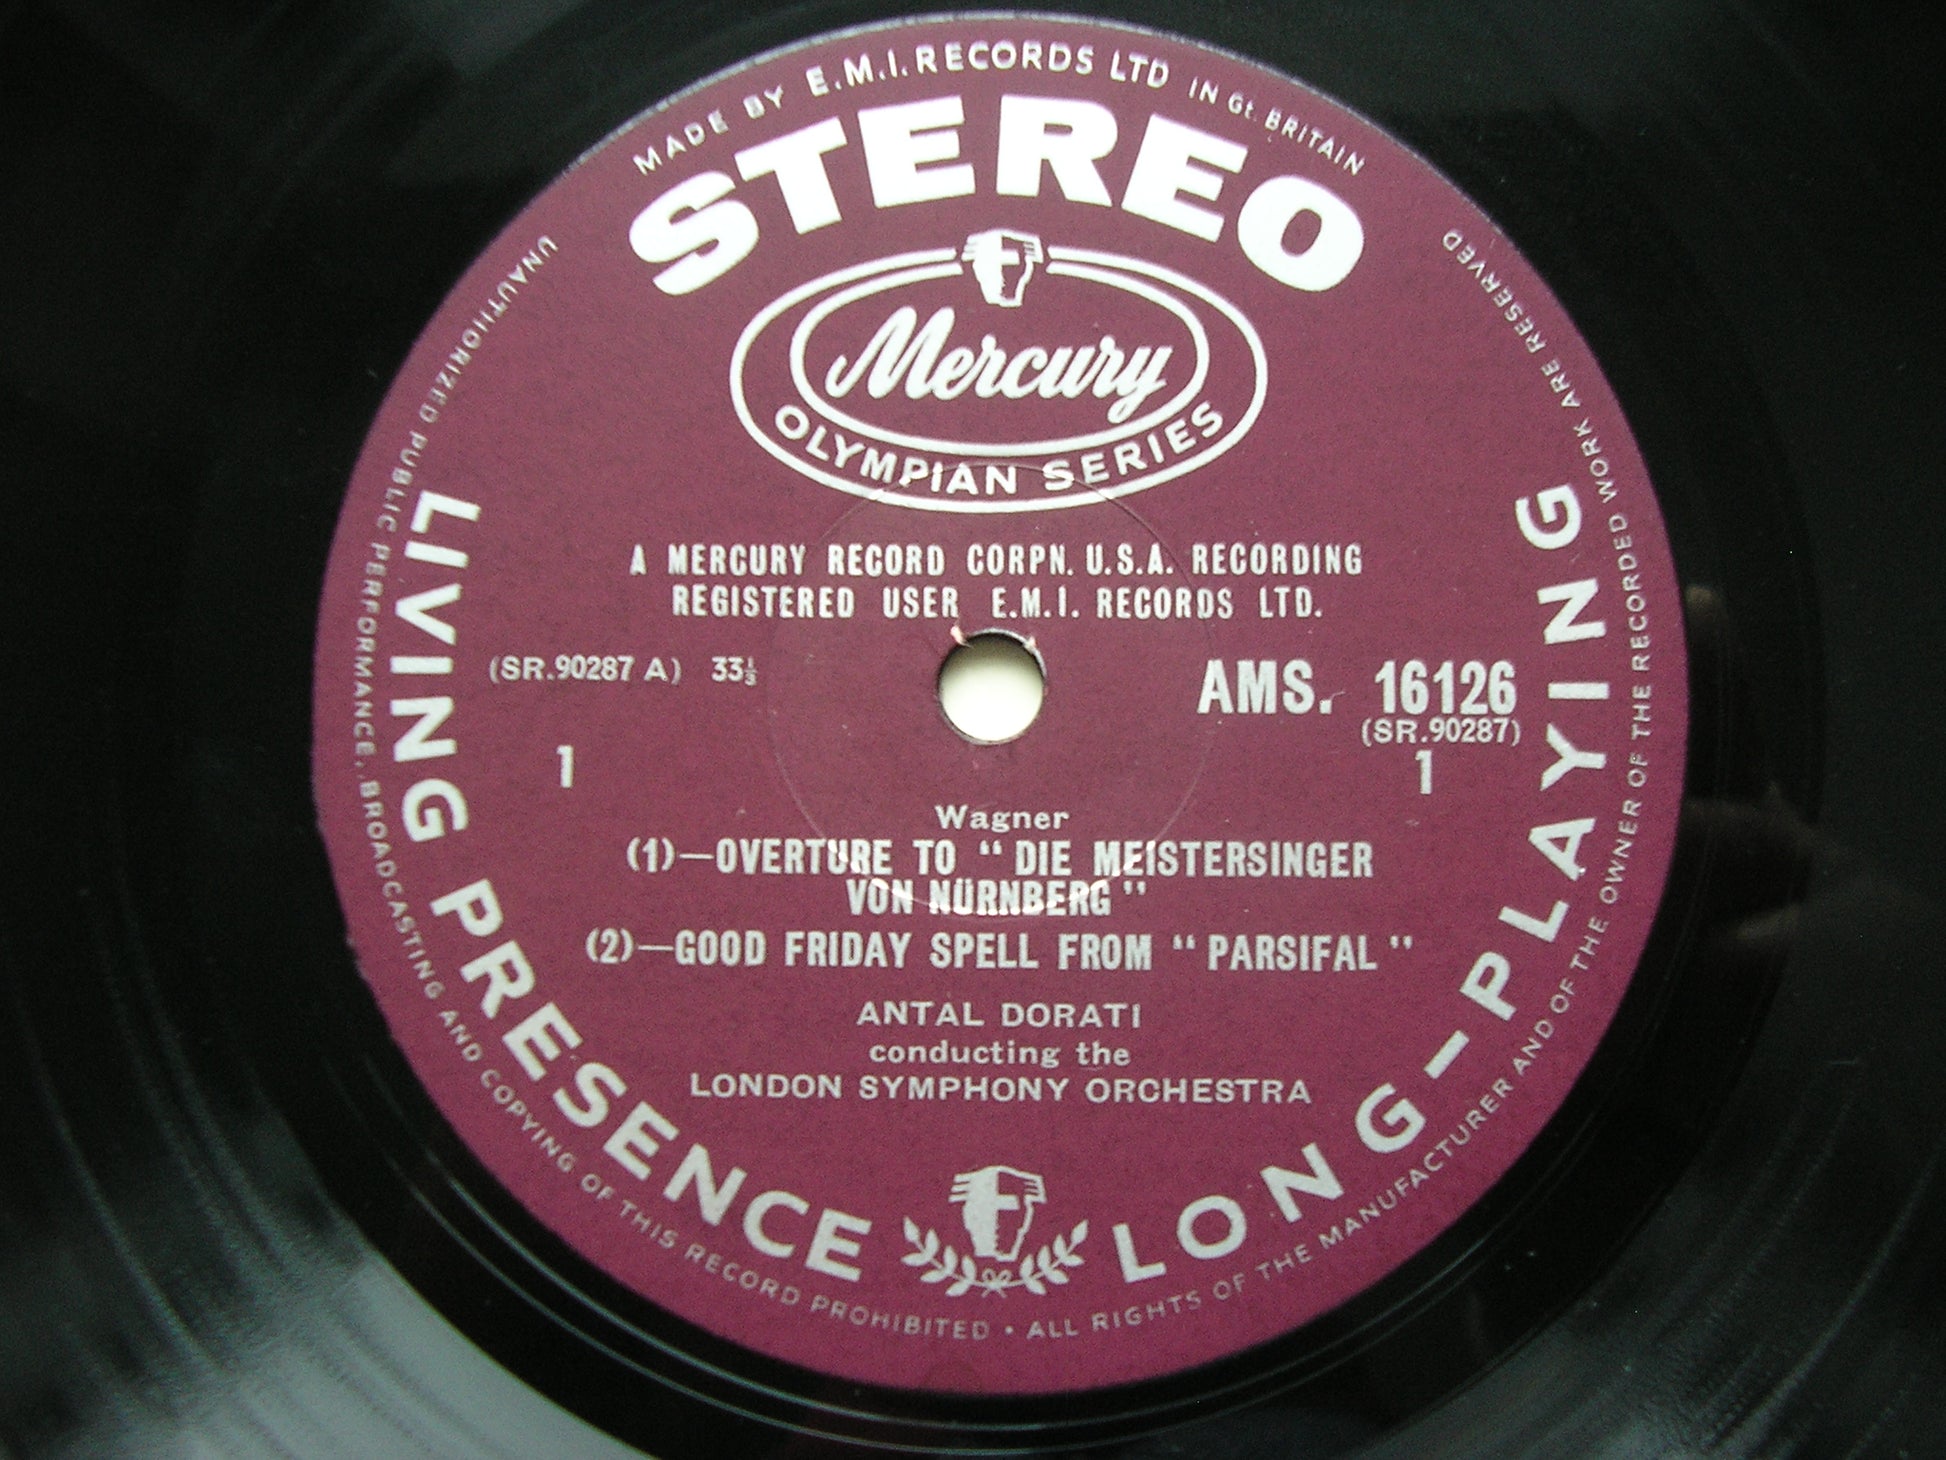 MADE BY E.M.I. RECORDS LTD IN Gt. BRITAIN
STEREO
Mercury
OLYMPIAN SERIES
A MERCURY RECORD CORPN. U.S.A. RECORDING
REGISTERED USER E.M.I. RECORDS LTD.
(SR.90287 A) 33⅓
AMS. 16126
(SR.90287)
1 1
Wagner
(1)—OVERTURE TO "DIE MEISTERSINGER
VON NÜRNBERG"
(2)—GOOD FRIDAY SPELL FROM "PARSIFAL"
ANTAL DORATI
conducting the
LONDON SYMPHONY ORCHESTRA
LIVING PRESENCE LONG-PLAYING
UNAUTHORIZED PUBLIC PERFORMANCE, BROADCASTING AND COPYING OF THIS RECORD PROHIBITED • ALL RIGHTS OF THE MANUFACTURER AND OF THE OWNER OF THE RECORDED WORK ARE RESERVED